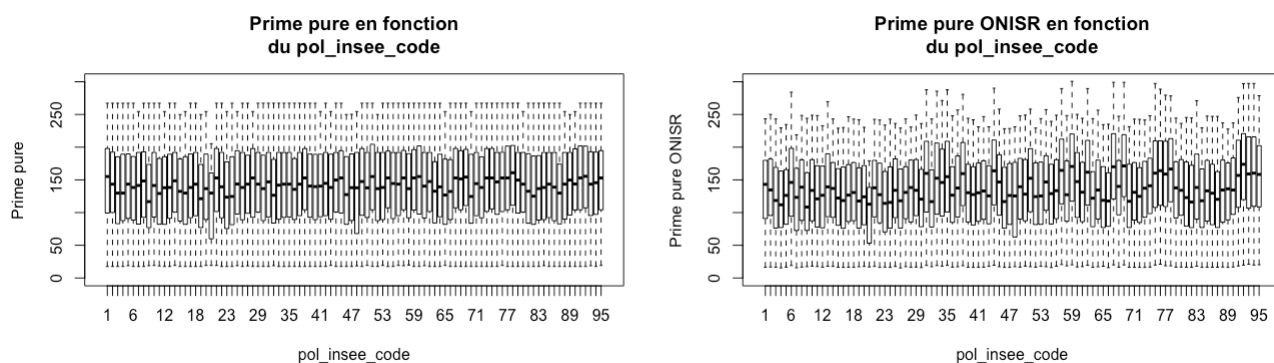 Prime pure en fonction
du pol_insee_code
Prime pure
250
150
50
0
1 6 12 18 23 29 35 41 47 53 59 65 71 77 83 89 95
pol_insee_code
Prime pure ONISR en fonction
du pol_insee_code
Prime pure ONISR
250
150
50
0
1 6 12 18 23 29 35 41 47 53 59 65 71 77 83 89 95
pol_insee_code